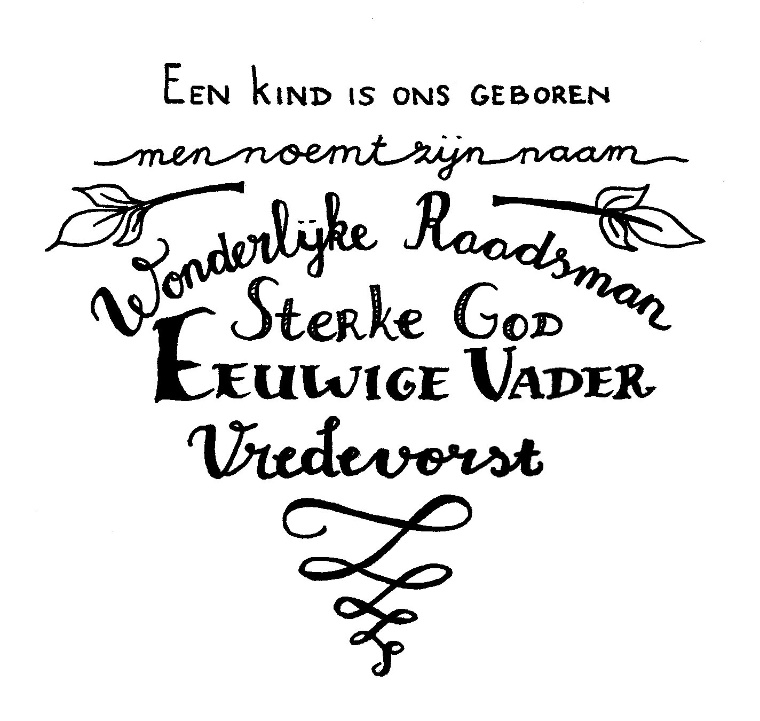 Een kind is ons geboren
men noemt zijn naam
Wonderlijke Raadsman
Sterke God
Eeuwige Vader
Vredevorst